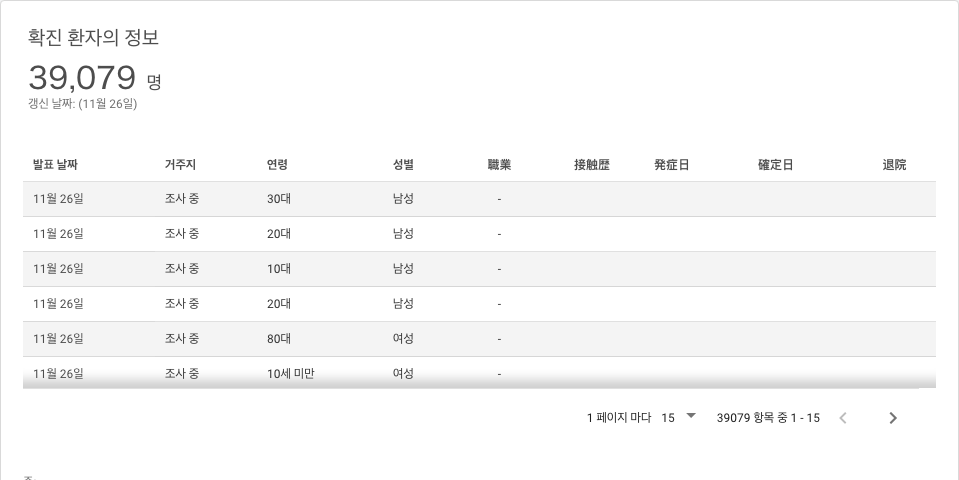 확진 환자의 정보
39,079 명
갱신 날짜: (11월 26일)
발표 날짜 거주지 연령 성별 職業 接触歴 発症日 確定日 退院
11월 26일 조사 중 30대 남성 -
11월 26일 조사 중 20대 남성 -
11월 26일 조사 중 10대 남성 -
11월 26일 조사 중 20대 남성 -
11월 26일 조사 중 80대 여성 -
11월 26일 조사 중 10세 미만 여성 -
1 페이지 마다 15 39079 항목 중 1 - 15